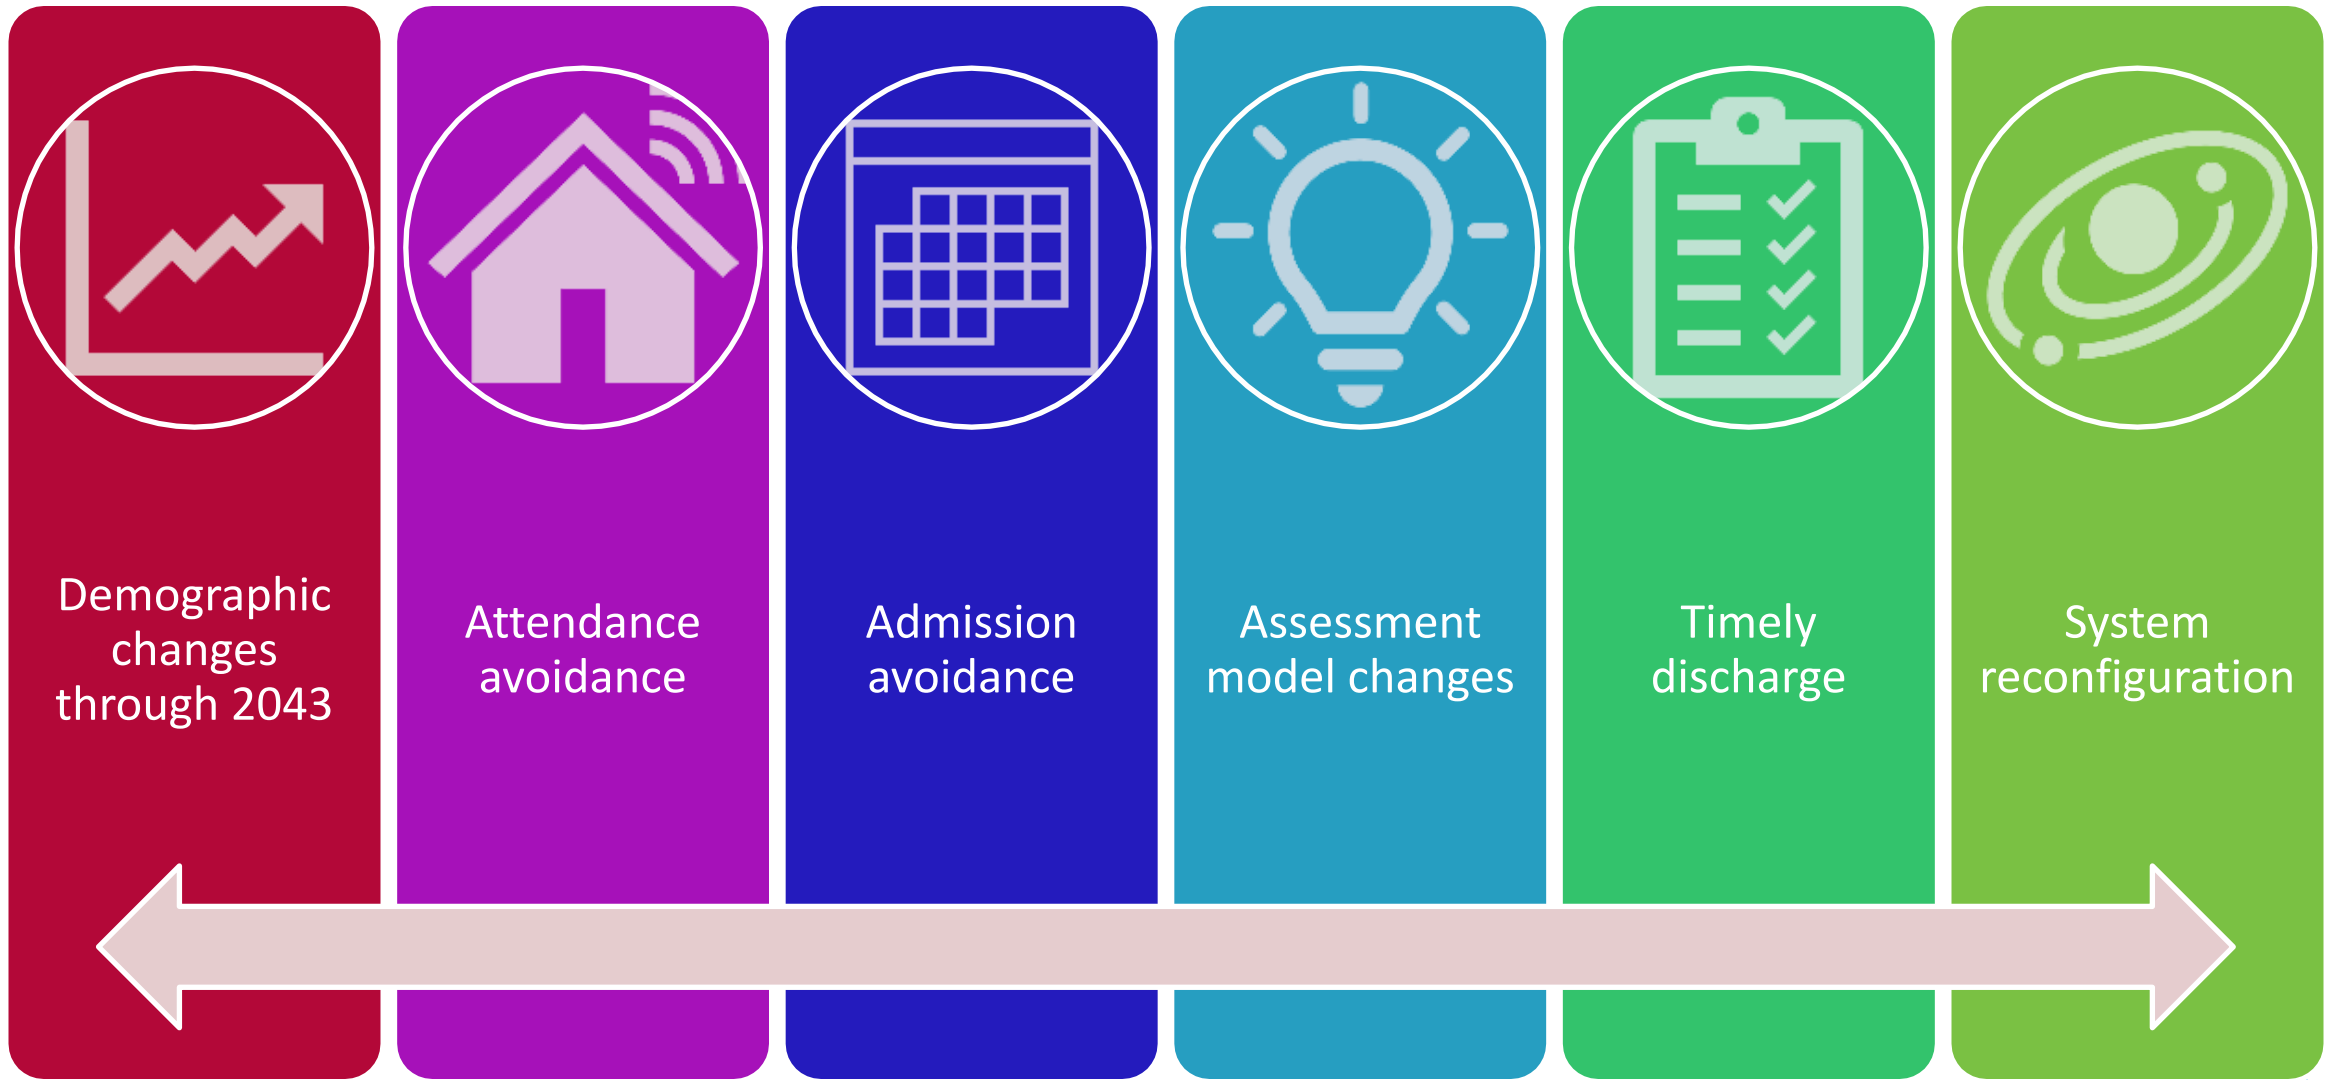 Demographic
changes
through 2043
Attendance
avoidance
Admission
avoidance
Assessment
model changes
Timely
discharge
System
reconfiguration